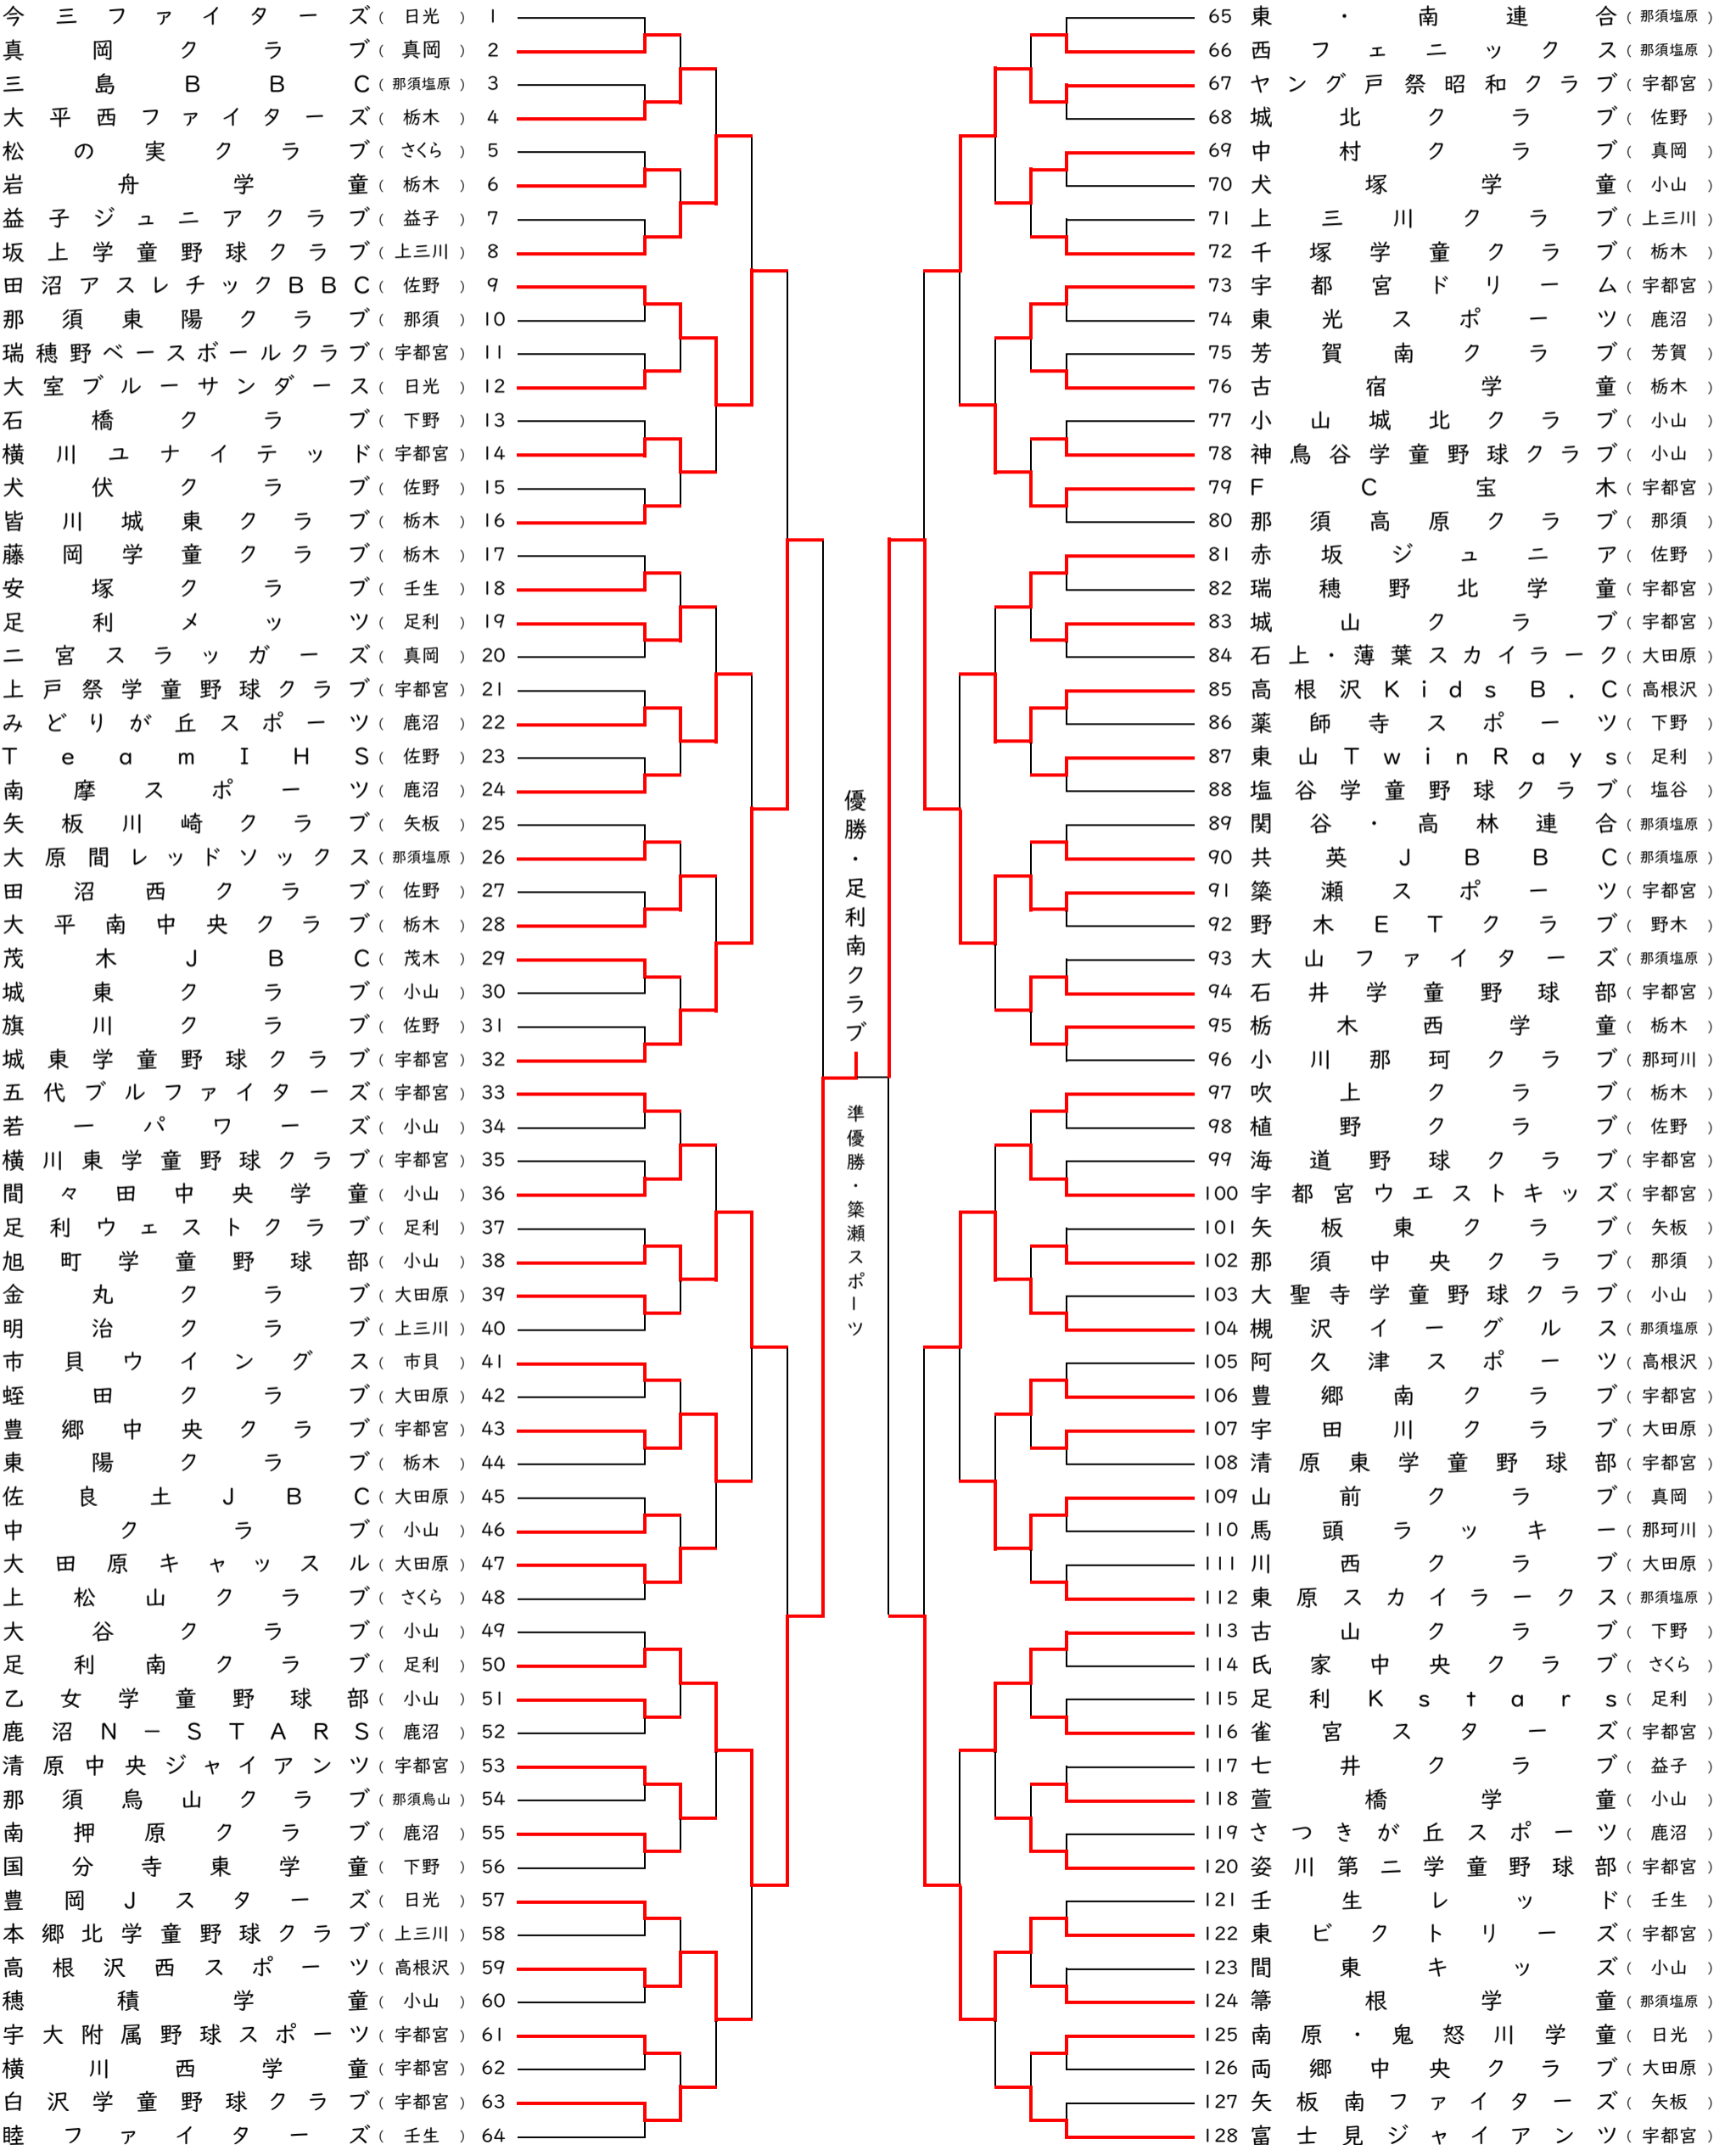 今三ファイターズ（日光）1
真岡クラブ（真岡）2
三島BBC（那須塩原）3
大平西ファイターズ（栃木）4
松の実クラブ（さくら）5
岩舟学童（栃木）6
益子ジュニアクラブ（益子）7
坂上学童野球クラブ（上三川）8
田沼アスレチックBBC（佐野）9
那須東陽クラブ（那須）10
瑞穂野ベースボールクラブ（宇都宮）11
大室ブルーサンダース（日光）12
石橋クラブ（下野）13
横川ユナイテッド（宇都宮）14
犬伏クラブ（佐野）15
皆川城東クラブ（栃木）16
藤岡学童クラブ（栃木）17
安塚クラブ（壬生）18
足利メッツ（足利）19
二宮スラッガーズ（真岡）20
上戸祭学童野球クラブ（宇都宮）21
みどりが丘スポーツ（鹿沼）22
TeamIHS（佐野）23
南摩スポーツ（鹿沼）24
矢板川崎クラブ（矢板）25
大原間レッドソックス（那須塩原）26
田沼西クラブ（佐野）27
大平南中央クラブ（栃木）28
茂木JBC（茂木）29
城東クラブ（小山）30
旗川クラブ（佐野）31
城東学童野球クラブ（宇都宮）32
五代ブルファイターズ（宇都宮）33
若一パワーズ（小山）34
横川東学童野球クラブ（宇都宮）35
間々田中央学童（小山）36
足利ウェストクラブ（足利）37
旭町学童野球部（小山）38
金丸クラブ（大田原）39
明治クラブ（上三川）40
市貝ウイングス（市貝）41
蛭田クラブ（大田原）42
豊郷中央クラブ（宇都宮）43
東陽クラブ（栃木）44
佐良土JBC（大田原）45
中クラブ（小山）46
大田原キャッスル（大田原）47
上松山クラブ（さくら）48
大谷クラブ（小山）49
足利南クラブ（足利）50
乙女学童野球部（小山）51
鹿沼N－STARS（鹿沼）52
清原中央ジャイアンツ（宇都宮）53
那須烏山クラブ（那須烏山）54
南押原クラブ（鹿沼）55
国分寺東学童（下野）56
豊岡Jスターズ（日光）57
本郷北学童野球クラブ（上三川）58
高根沢西スポーツ（高根沢）59
穂積学童（小山）60
宇大附属野球スポーツ（宇都宮）61
横川西学童（宇都宮）62
白沢学童野球クラブ（宇都宮）63
睦ファイターズ（壬生）64
優勝・足利南クラブ
準優勝・簗瀬スポーツ
65 東・南連合（那須塩原）
66 西フェニックス（那須塩原）
67 ヤング戸祭昭和クラブ（宇都宮）
68 城北クラブ（佐野）
69 中村クラブ（真岡）
70 犬塚学童（小山）
71 上三川クラブ（上三川）
72 千塚学童クラブ（栃木）
73 宇都宮ドリーム（宇都宮）
74 東光スポーツ（鹿沼）
75 芳賀南クラブ（芳賀）
76 古宿学童（栃木）
77 小山城北クラブ（小山）
78 神鳥谷学童野球クラブ（小山）
79 FC宝木（宇都宮）
80 那須高原クラブ（那須）
81 赤坂ジュニア（佐野）
82 瑞穂野北学童（宇都宮）
83 城山クラブ（宇都宮）
84 石上・薄葉スカイラーク（大田原）
85 高根沢KidsB.C（高根沢）
86 薬師寺スポーツ（下野）
87 東山TwinRays（足利）
88 塩谷学童野球クラブ（塩谷）
89 関谷・高林連合（那須塩原）
90 共英JBBC（那須塩原）
91 簗瀬スポーツ（宇都宮）
92 野木ETクラブ（野木）
93 大山ファイターズ（那須塩原）
94 石井学童野球部（宇都宮）
95 栃木西学童（栃木）
96 小川那珂クラブ（那珂川）
97 吹上クラブ（栃木）
98 植野クラブ（佐野）
99 海道野球クラブ（宇都宮）
100 宇都宮ウエストキッズ（宇都宮）
101 矢板東クラブ（矢板）
102 那須中央クラブ（那須）
103 大聖寺学童野球クラブ（小山）
104 槻沢イーグルス（那須塩原）
105 阿久津スポーツ（高根沢）
106 豊郷南クラブ（宇都宮）
107 宇田川クラブ（大田原）
108 清原東学童野球部（宇都宮）
109 山前クラブ（真岡）
110 馬頭ラッキー（那珂川）
111 川西クラブ（大田原）
112 東原スカイラークス（那須塩原）
113 古山クラブ（下野）
114 氏家中央クラブ（さくら）
115 足利Kstars（足利）
116 雀宮スターズ（宇都宮）
117 七井クラブ（益子）
118 萱橋学童（小山）
119 さつきが丘スポーツ（鹿沼）
120 姿川第二学童野球部（宇都宮）
121 壬生レッド（壬生）
122 東ビクトリーズ（宇都宮）
123 間東キッズ（小山）
124 箒根学童（那須塩原）
125 南原・鬼怒川学童（日光）
126 両郷中央クラブ（大田原）
127 矢板南ファイターズ（矢板）
128 富士見ジャイアンツ（宇都宮）